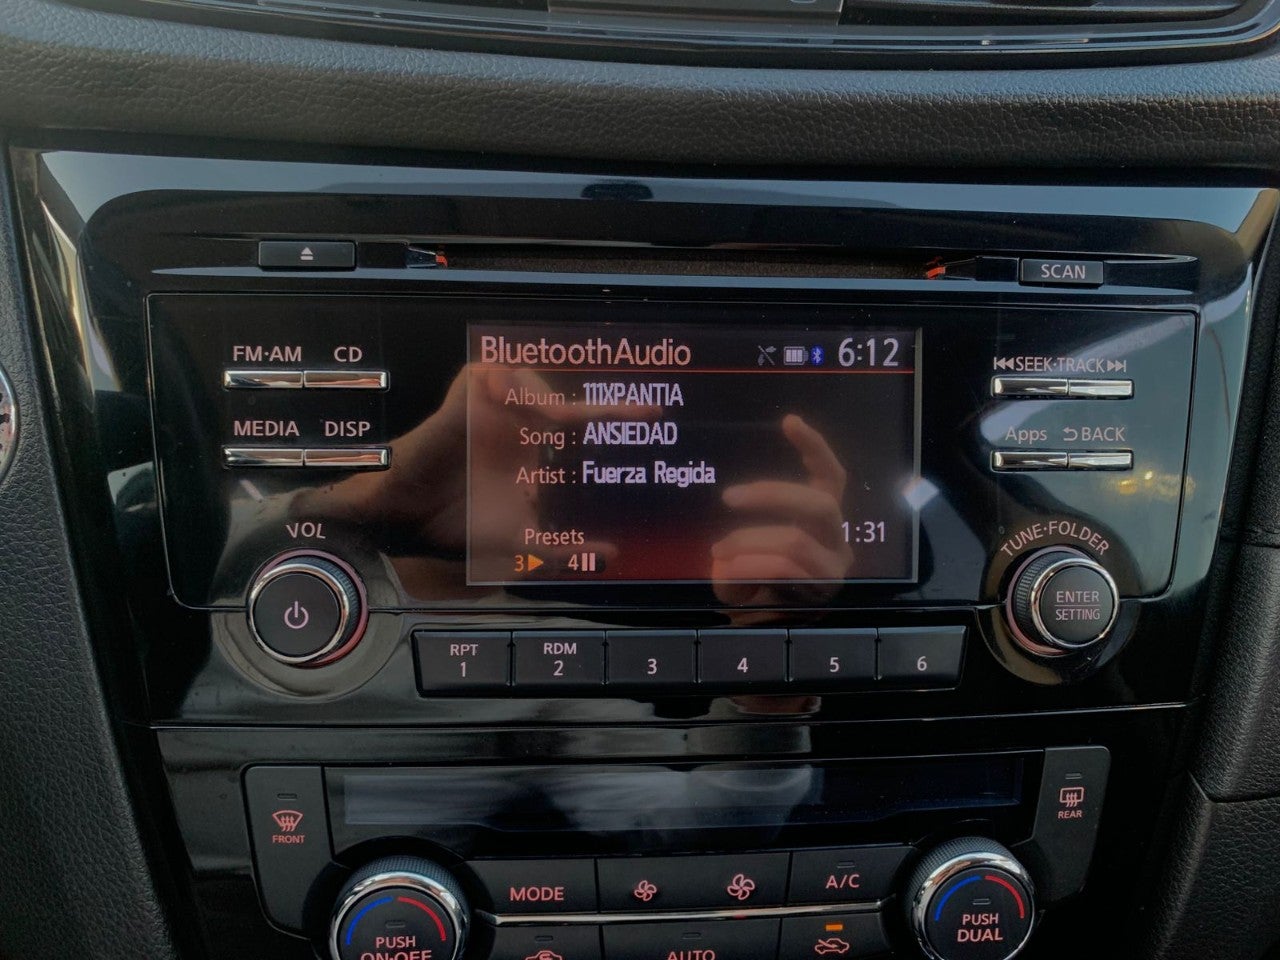 SCAN
FM·AM CD
BluetoothAudio 6:12
SEEK·TRACK
Album : 111XPANTIA
MEDIA DISP
Song : ANSIEDAD
Apps BACK
Artist : Fuerza Regida
VOL
Presets 1:31
TUNE·FOLDER
3 4
ENTER
SETTING
RPT RDM
1 2 3 4 5 6
FRONT
REAR
MODE
A/C
PUSH
DUAL
PUSH
ON·OFF
AUTO